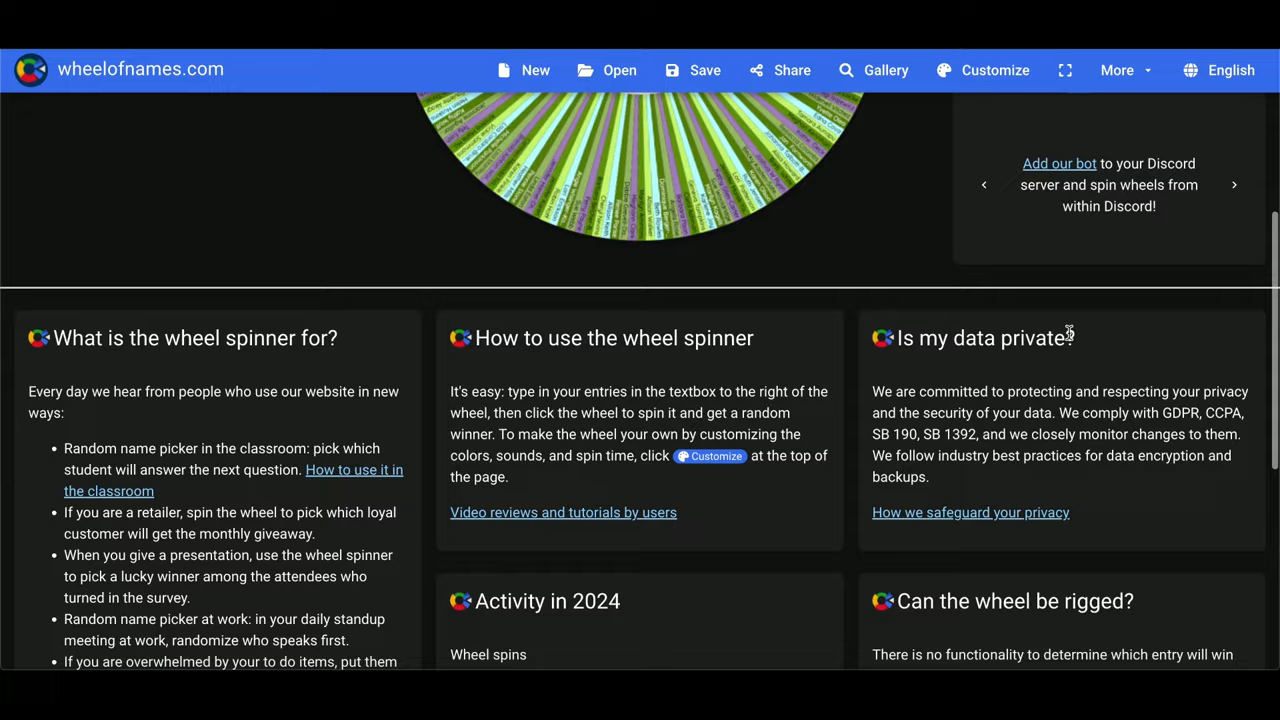 wheelofnames.com
New
Open
Save
Share
Gallery
Customize
More
English
Add our bot to your Discord
server and spin wheels from
within Discord!
What is the wheel spinner for?
Every day we hear from people who use our website in new
ways:
• Random name picker in the classroom: pick which
student will answer the next question. How to use it in
the classroom
• If you are a retailer, spin the wheel to pick which loyal
customer will get the monthly giveaway.
• When you give a presentation, use the wheel spinner
to pick a lucky winner among the attendees who
turned in the survey.
• Random name picker at work: in your daily standup
meeting at work, randomize who speaks first.
• If you are overwhelmed by your to do items, put them
How to use the wheel spinner
It's easy: type in your entries in the textbox to the right of the
wheel, then click the wheel to spin it and get a random
winner. To make the wheel your own by customizing the
colors, sounds, and spin time, click Customize at the top of
the page.
Video reviews and tutorials by users
Activity in 2024
Wheel spins
Is my data private?
We are committed to protecting and respecting your privacy
and the security of your data. We comply with GDPR, CCPA,
SB 190, SB 1392, and we closely monitor changes to them.
We follow industry best practices for data encryption and
backups.
How we safeguard your privacy
Can the wheel be rigged?
There is no functionality to determine which entry will win